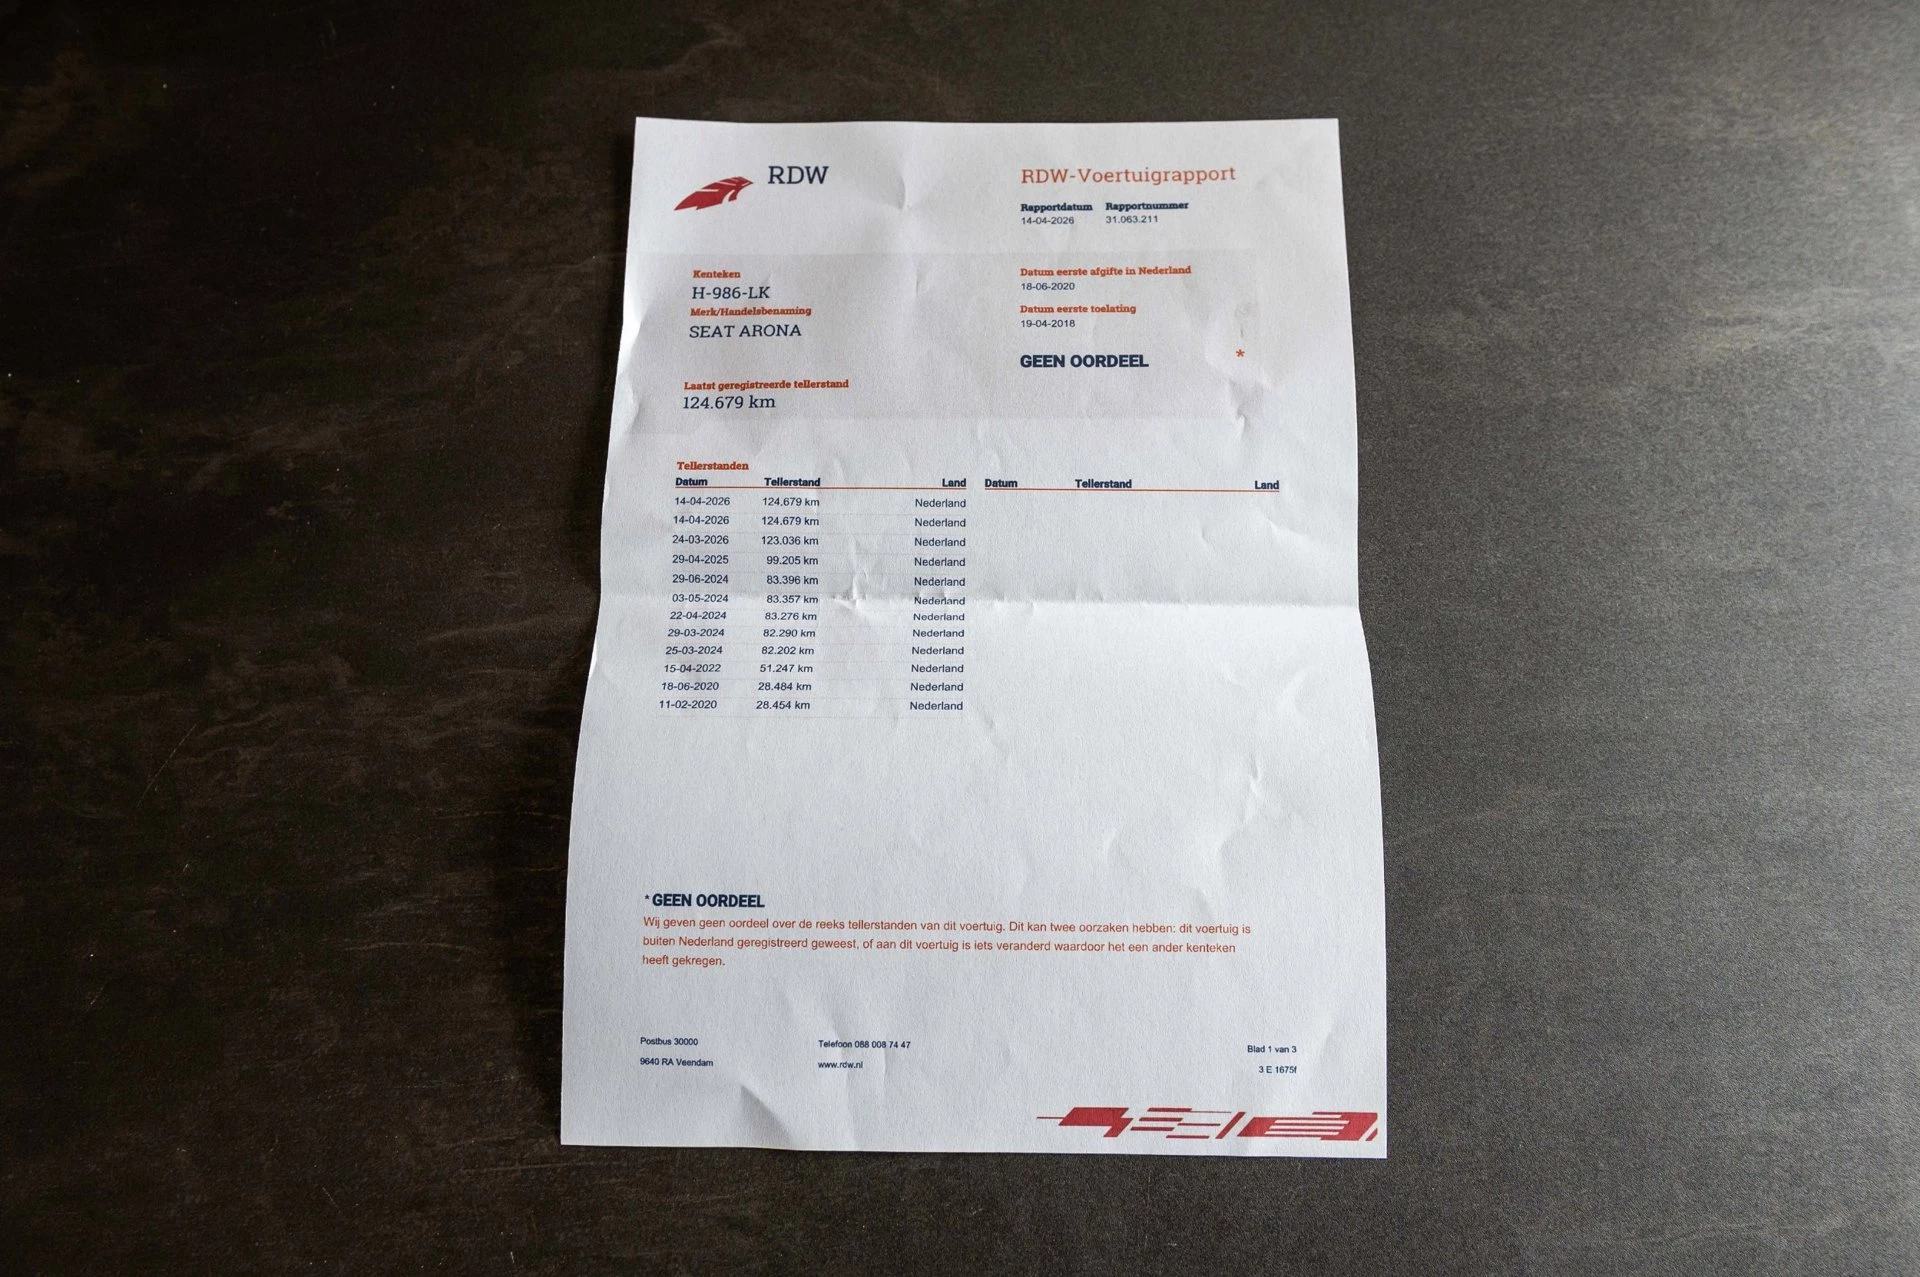 RDW
RDW-Voertuigrapport
Rapportdatum Rapportnummer
14-04-2026 31.063.211
Kenteken
H-986-LK
Merk/Handelsbenaming
SEAT ARONA
Laatst geregistreerde tellerstand
124.679 km
Datum eerste afgifte in Nederland
18-06-2020
Datum eerste toelating
19-04-2018
GEEN OORDEEL *
Tellerstanden
Datum Tellerstand Land Datum Tellerstand Land
14-04-2026 124.679 km Nederland
14-04-2026 124.679 km Nederland
24-03-2026 123.036 km Nederland
29-04-2025 99.205 km Nederland
29-06-2024 83.396 km Nederland
03-05-2024 83.357 km Nederland
22-04-2024 83.276 km Nederland
29-03-2024 82.290 km Nederland
25-03-2024 82.202 km Nederland
15-04-2022 51.247 km Nederland
18-06-2020 28.484 km Nederland
11-02-2020 28.454 km Nederland
* GEEN OORDEEL
Wij geven geen oordeel over de reeks tellerstanden van dit voertuig. Dit kan twee oorzaken hebben: dit voertuig is
buiten Nederland geregistreerd geweest, of aan dit voertuig is iets veranderd waardoor het een ander kenteken
heeft gekregen.
Postbus 30000 Telefoon 088 008 74 47 Blad 1 van 3
9640 RA Veendam www.rdw.nl 3 E 1675f